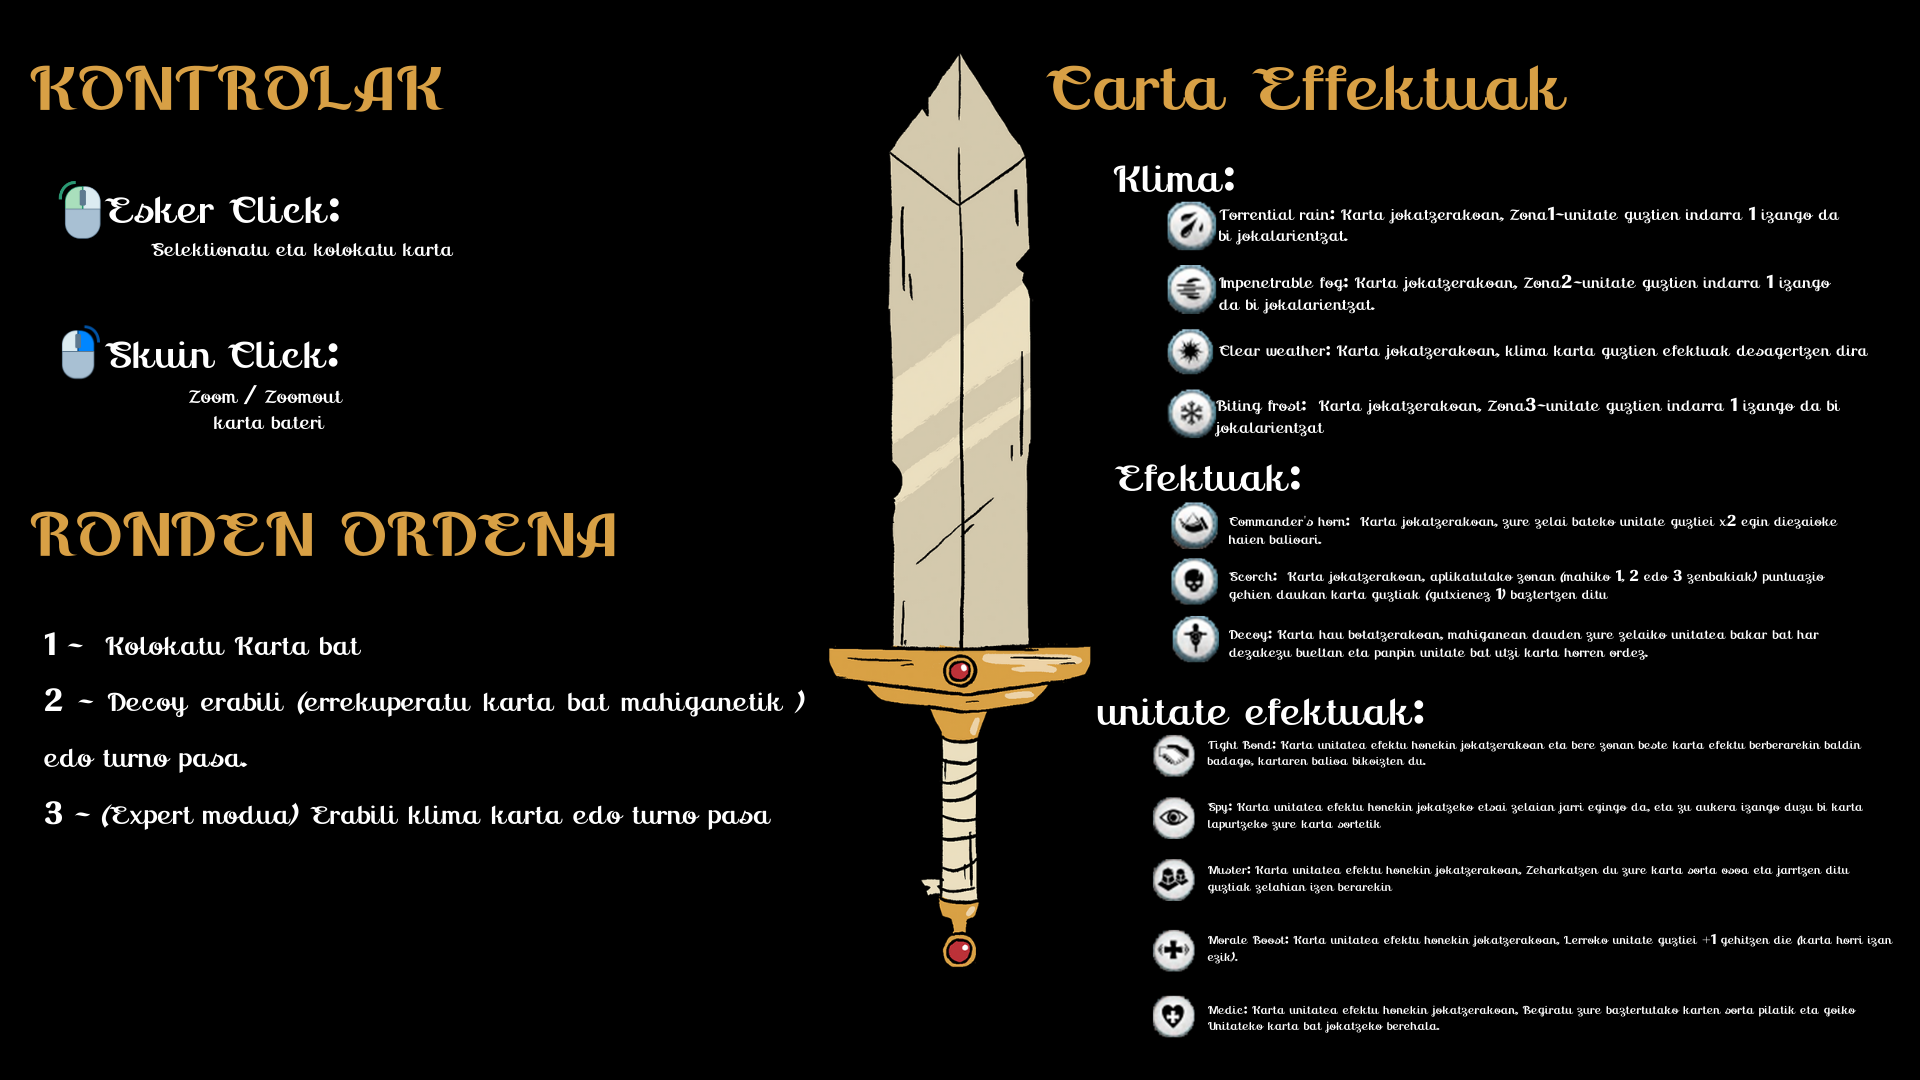 KONTROLAK
Esker Click:
Selektionatu eta kolokatu karta
Skuin Click:
Zoom / Zoomout
karta bateri
RONDEN ORDENA
1 - Kolokatu Karta bat
2 - Decoy erabili (errekuperatu karta bat mahiganetik )
edo turno pasa.
3 - (Expert modua) Erabili klima karta edo turno pasa
Carta Effektuak
Klima:
Torrential rain: Karta jokatzerakoan, Zona1-unitate guztien indarra 1 izango da
bi jokalarientzat.
Impenetrable fog: Karta jokatzerakoan, Zona2-unitate guztien indarra 1 izango
da bi jokalarientzat.
Clear weather: Karta jokatzerakoan, klima karta guztien efektuak desagertzen dira
Biting frost: Karta jokatzerakoan, Zona3-unitate guztien indarra 1 izango da bi
jokalarientzat
Efektuak:
Commander's horn: Karta jokatzerakoan, zure zelai bateko unitate guztiei x2 egin diezaioke
haien balioari.
Scorch: Karta jokatzerakoan, aplikatutako zonan (mahiko 1, 2 edo 3 zenbakiak) puntuazio
gehien daukan karta guztiak (gutxienez 1) baztertzen ditu
Decoy: Karta hau botatzerakoan, mahiganean dauden zure zelaiko unitatea bakar bat har
dezakezu bueltan eta panpin unitate bat utzi karta horren ordez.
unitate efektuak:
Tight Bond: Karta unitatea efektu honekin jokatzerakoan eta bere zonan beste karta efektu berberarekin baldin
badago, kartaren balioa bikoizten du.
Spy: Karta unitatea efektu honekin jokatzeko etsai zelaian jarri egingo da, eta zu aukera izango duzu bi karta
lapurtzeko zure karta sortetik
Muster: Karta unitatea efektu honekin jokatzerakoan, Zeharkatzen du zure karta sorta osoa eta jarrtzen ditu
guztiak zelahian izen berarekin
Morale Boost: Karta unitatea efektu honekin jokatzerakoan, Lerroko unitate guztiei +1 gehitzen die (karta horri izan
ezik).
Medic: Karta unitatea efektu honekin jokatzerakoan, Begiratu zure baztertutako karten sorta pilatik eta goiko
Unitateko karta bat jokatzeko berehala.